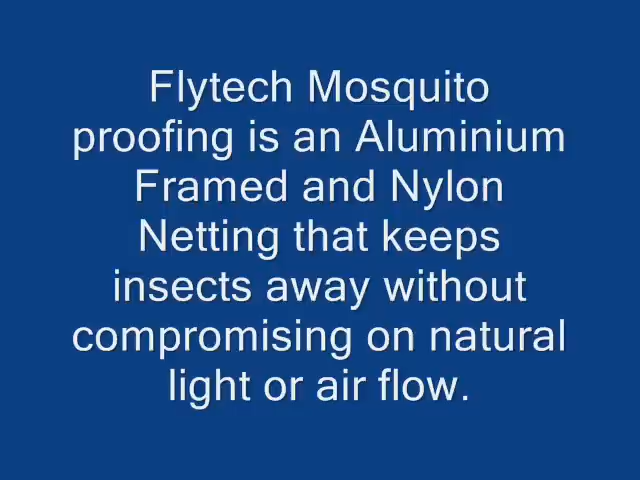 Flytech Mosquito
proofing is an Aluminium
Framed and Nylon
Netting that keeps
insects away without
compromising on natural
light or air flow.